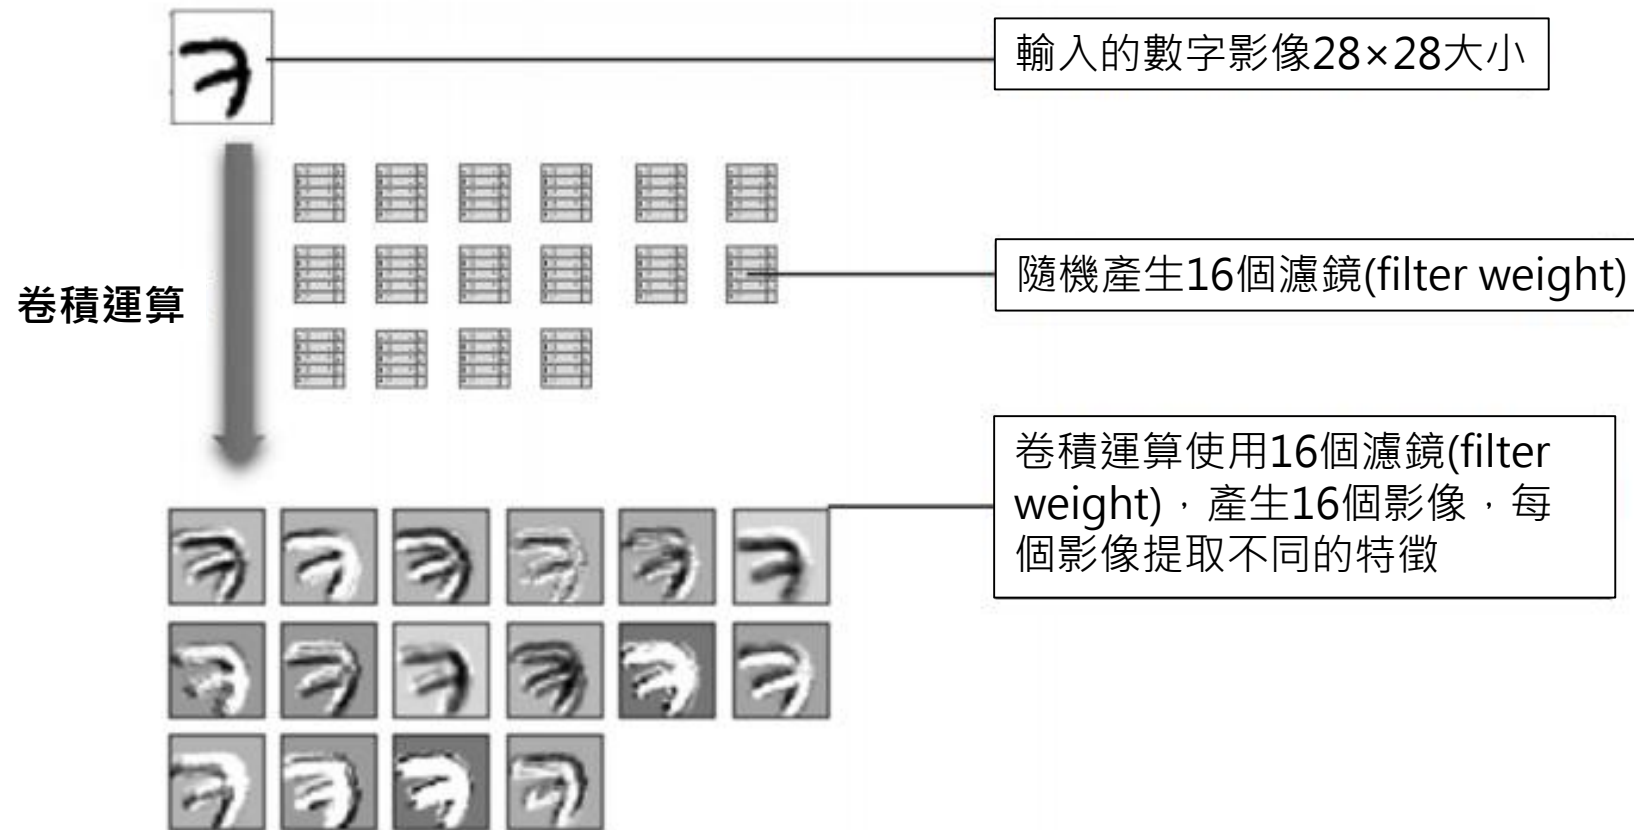 輸入的數字影像28×28大小
隨機產生16個濾鏡(filter weight)
卷積運算
卷積運算使用16個濾鏡(filter
weight)，產生16個影像，每
個影像提取不同的特徵